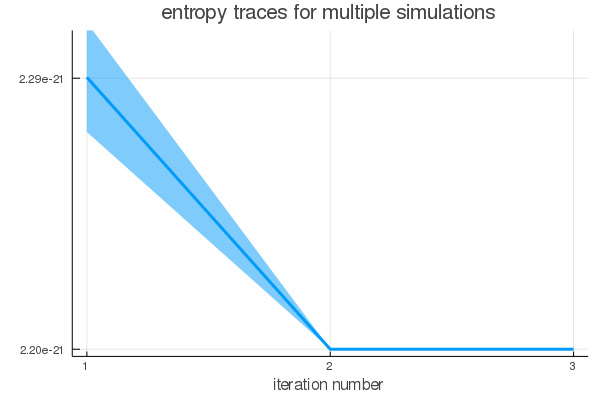 entropy traces for multiple simulations
2.29e-21
2.20e-21
1 2 3
iteration number